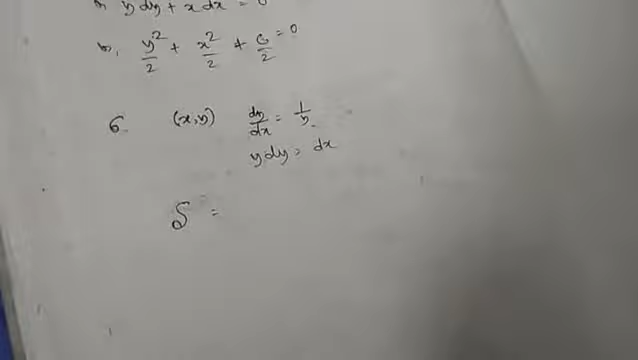 y dy + x dx = 0
y²/2 + x²/2 + c/2 = 0
6. (x,y) dy/dx = 1/y
y dy = dx
S =